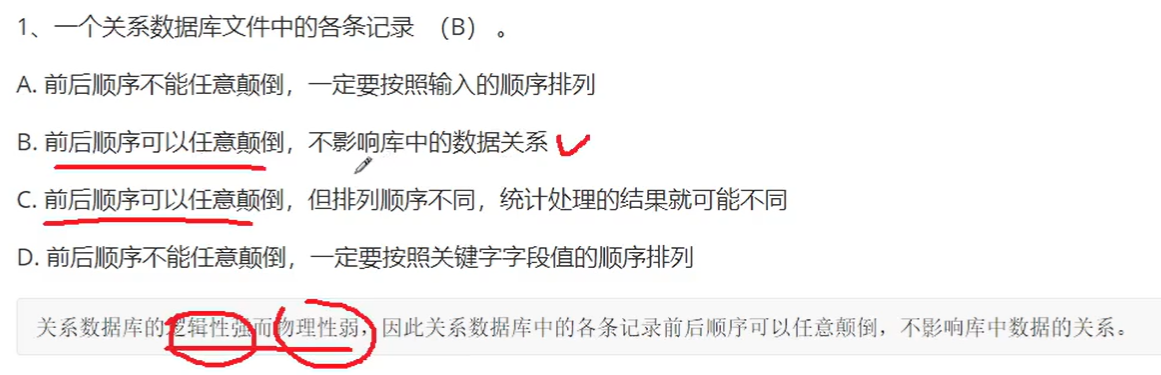 1、一个关系数据库文件中的各条记录 （B） 。
A. 前后顺序不能任意颠倒，一定要按照输入的顺序排列
B. 前后顺序可以任意颠倒，不影响库中的数据关系
C. 前后顺序可以任意颠倒，但排列顺序不同，统计处理的结果就可能不同
D. 前后顺序不能任意颠倒，一定要按照关键字字段值的顺序排列
关系数据库的逻辑性强而物理性弱，因此关系数据库中的各条记录前后顺序可以任意颠倒，不影响库中数据的关系。